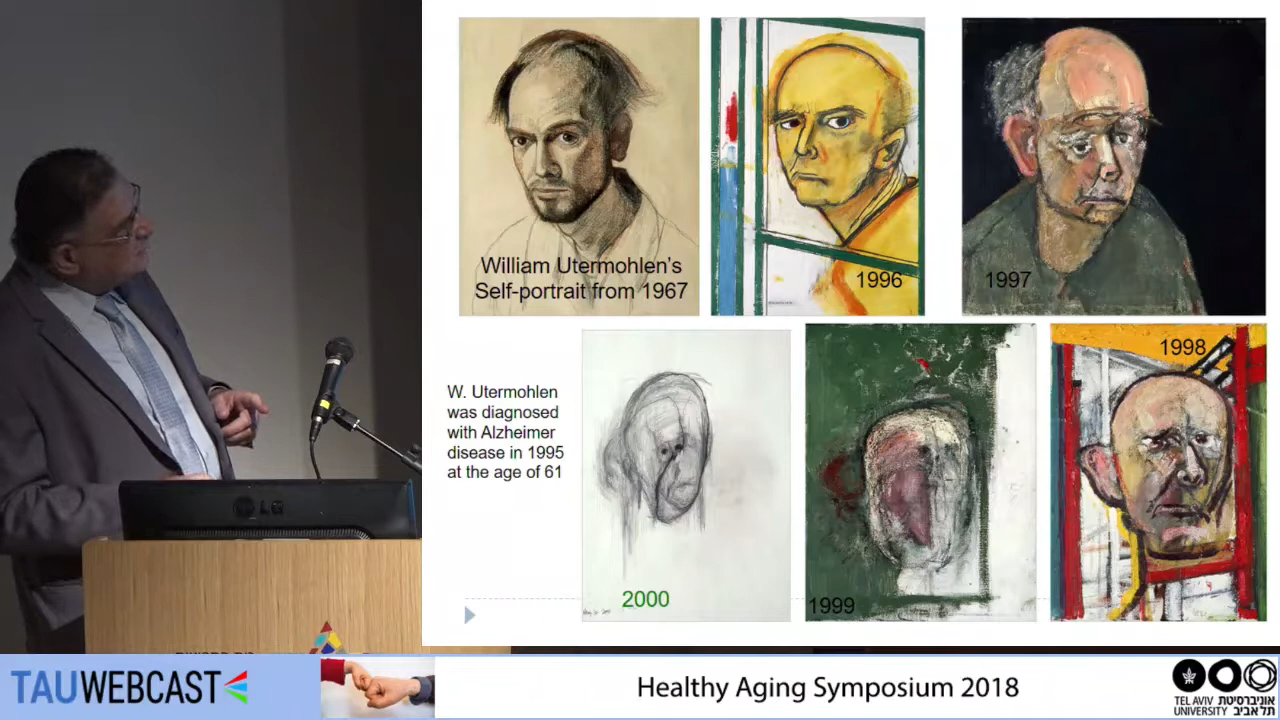 William Utermohlen's
Self-portrait from 1967
1996
1997
W. Utermohlen
was diagnosed
with Alzheimer
disease in 1995
at the age of 61
2000
1999
1998
LG
TAUWEBCAST
Healthy Aging Symposium 2018
TEL AVIV אוניברסיטת
UNIVERSITY תל אביב